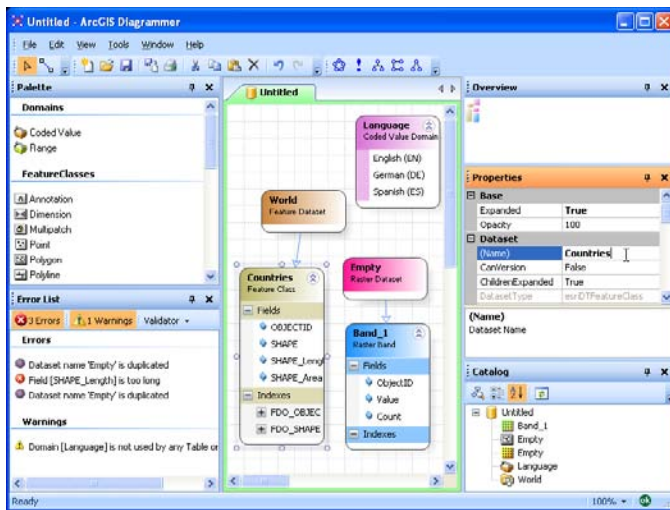 Untitled - ArcGIS Diagrammer
File Edit View Tools Window Help
Palette
Domains
Coded Value
Range
FeatureClasses
Annotation
Dimension
Multipatch
Point
Polygon
Polyline
Error List
3 Errors 1 Warnings Validator
Errors
Dataset name 'Empty' is duplicated
Field [SHAPE_Length] is too long
Dataset name 'Empty' is duplicated
Warnings
Domain [Language] is not used by any Table or
Untitled
Language
Coded Value Domain
English (EN)
German (DE)
Spanish (ES)
World
Feature Dataset
Countries
Feature Class
Fields
OBJECTID
SHAPE
SHAPE_Leng
SHAPE_Area
Indexes
FDO_OBJEC
FDO_SHAPE
Empty
Raster Dataset
Band_1
Raster Band
Fields
ObjectID
Value
Count
Indexes
Overview
Properties
Base
Expanded True
Opacity 100
Dataset
(Name) Countries
CanVersion False
ChildrenExpanded True
DatasetType esriDTFeatureClass
(Name)
Dataset Name
Catalog
Untitled
Band_1
Empty
Empty
Language
World
Ready
100%
ok